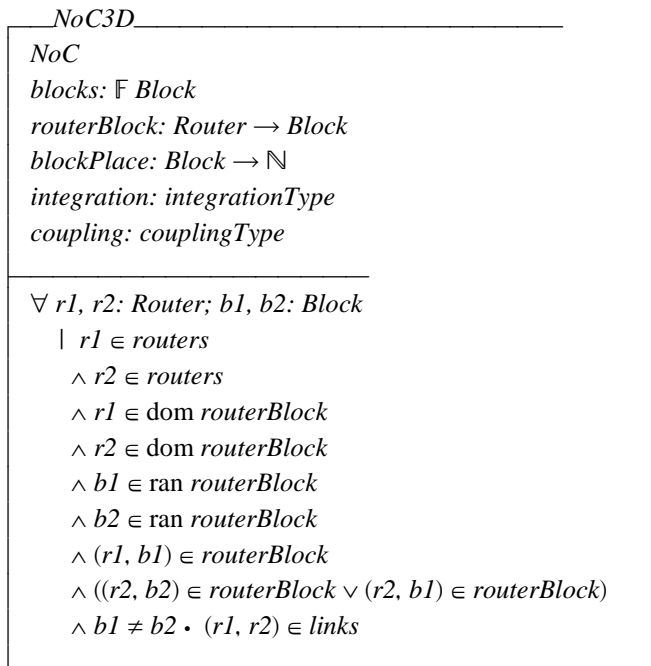 NoC3D
NoC
blocks: 𝔽 Block
routerBlock: Router → Block
blockPlace: Block → ℕ
integration: integrationType
coupling: couplingType
∀ r1, r2: Router; b1, b2: Block
| r1 ∈ routers
∧ r2 ∈ routers
∧ r1 ∈ dom routerBlock
∧ r2 ∈ dom routerBlock
∧ b1 ∈ ran routerBlock
∧ b2 ∈ ran routerBlock
∧ (r1, b1) ∈ routerBlock
∧ ((r2, b2) ∈ routerBlock ∨ (r2, b1) ∈ routerBlock)
∧ b1 ≠ b2 • (r1, r2) ∈ links